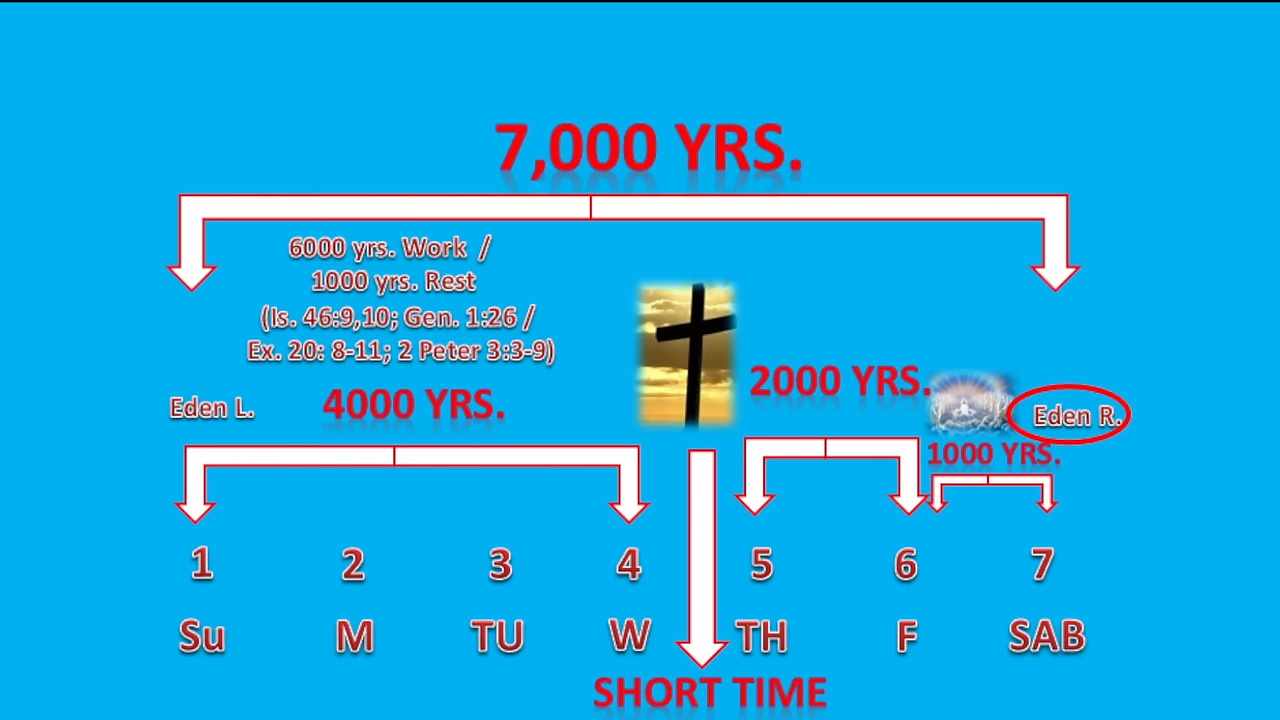 7,000 YRS.
6000 yrs. Work /
1000 yrs. Rest
(Is. 46:9,10; Gen. 1:26 /
Ex. 20: 8-11; 2 Peter 3:3-9)
Eden L.
4000 YRS.
2000 YRS.
Eden R.
1000 YRS.
1 2 3 4 5 6 7
Su M TU W TH F SAB
SHORT TIME